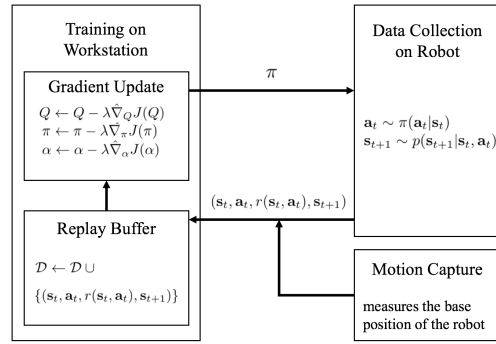 Training on
Workstation
Gradient Update
Q ← Q − λ∇̂_Q J(Q)
π ← π − λ∇̂_π J(π)
α ← α − λ∇̂_α J(α)
Replay Buffer
𝒟 ← 𝒟 ∪
{(s_t, a_t, r(s_t, a_t), s_{t+1})}
π
(s_t, a_t, r(s_t, a_t), s_{t+1})
Data Collection
on Robot
a_t ∼ π(a_t|s_t)
s_{t+1} ∼ p(s_{t+1}|s_t, a_t)
Motion Capture
measures the base
position of the robot